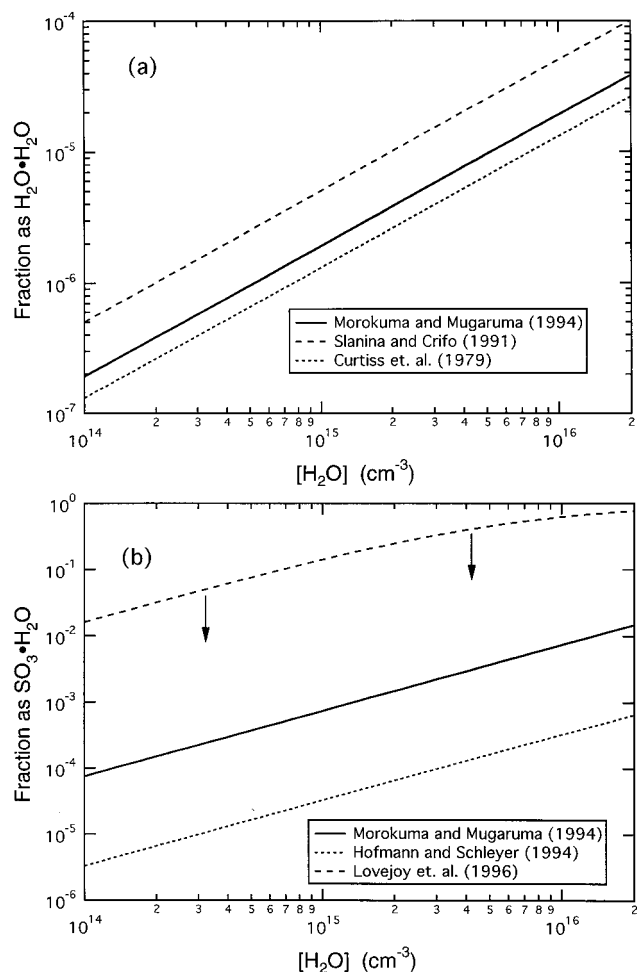 10⁻⁴
(a)
10⁻⁵
Fraction as H₂O•H₂O
10⁻⁶
Morokuma and Mugaruma (1994)
Slanina and Crifo (1991)
Curtiss et. al. (1979)
10⁻⁷
2 3 4 5 6 7 8 9 2 3 4 5 6 7 8 9 2
10¹⁴ 10¹⁵ 10¹⁶
[H₂O] (cm⁻³)
10⁰
(b)
10⁻¹
10⁻²
Fraction as SO₃•H₂O
10⁻³
10⁻⁴
10⁻⁵
Morokuma and Mugaruma (1994)
Hofmann and Schleyer (1994)
Lovejoy et. al. (1996)
10⁻⁶
2 3 4 5 6 7 8 9 2 3 4 5 6 7 8 9 2
10¹⁴ 10¹⁵ 10¹⁶
[H₂O] (cm⁻³)